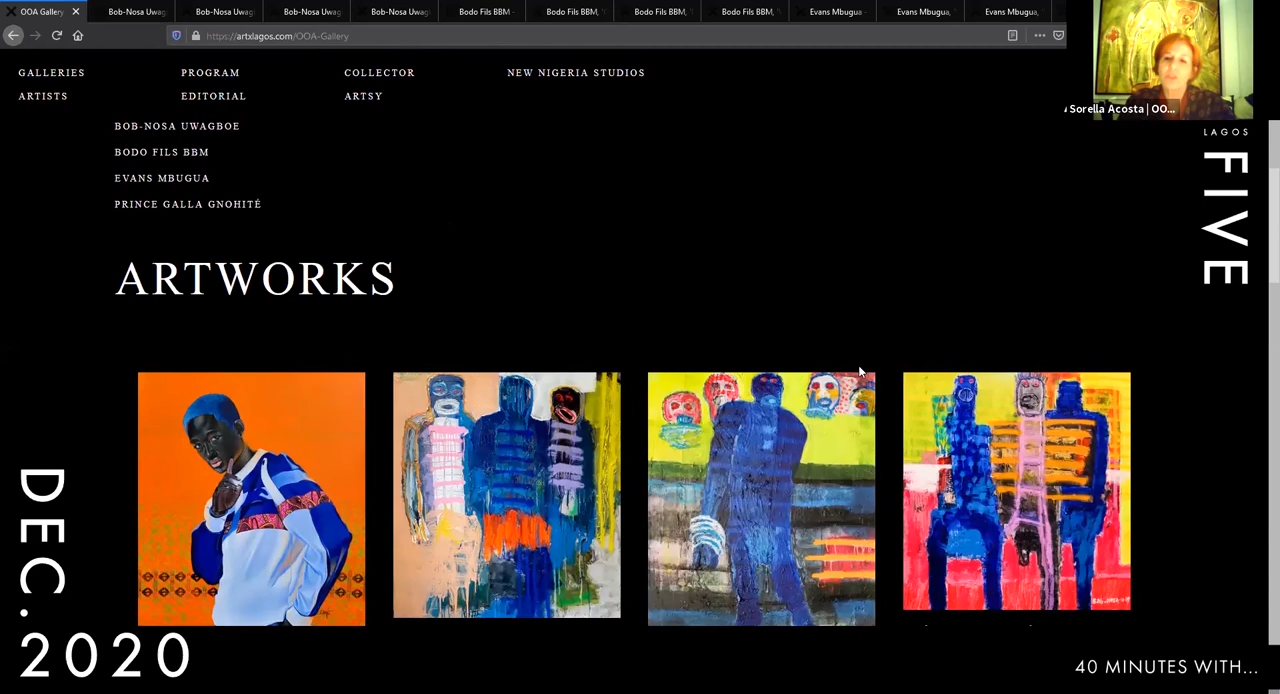 OOA Gallery
Bob-Nosa Uwag
Bob-Nosa Uwag
Bob-Nosa Uwag
Bob-Nosa Uwag
Bodo Fils BBM
Bodo Fils BBM,
Bodo Fils BBM,
Bodo Fils BBM,
Evans Mbugua
Evans Mbugua,
Evans Mbugua,
https://artxlagos.com/OOA-Gallery
GALLERIES PROGRAM COLLECTOR NEW NIGERIA STUDIOS
ARTISTS EDITORIAL ARTSY
Sorella Acosta | OO...
BOB-NOSA UWAGBOE
BODO FILS BBM
EVANS MBUGUA
PRINCE GALLA GNOHITÉ
LAGOS
FIVE
ARTWORKS
DEC.
2020
40 MINUTES WITH...